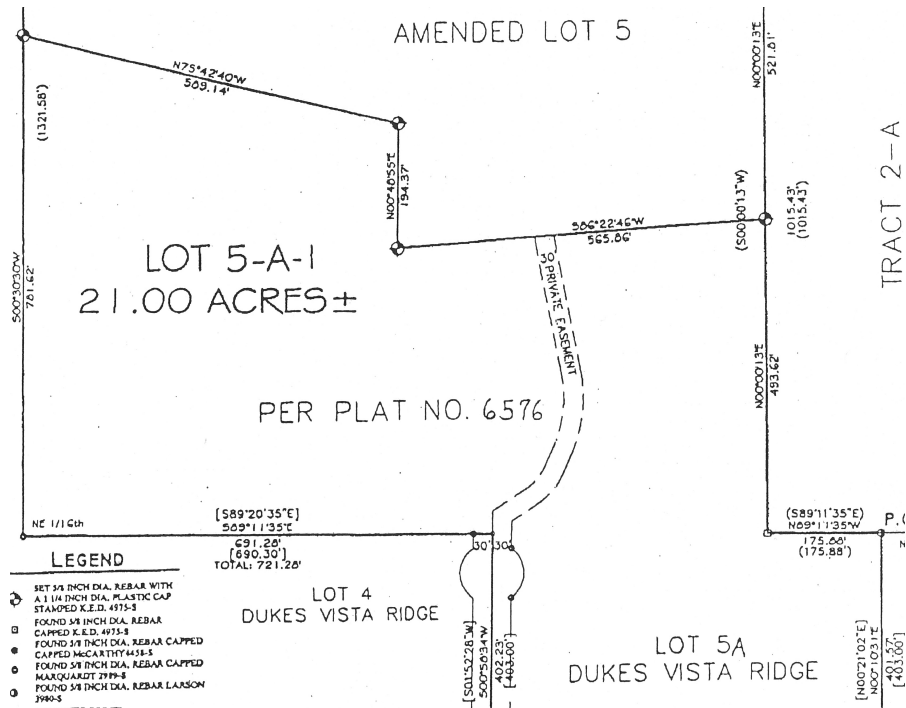 AMENDED LOT 5
N75°42'40"W
589.14'
(1321.58')
N00°48'55"E
194.37'
N00°00'13"E
521.81'
TRACT 2-A
(S00°00'13"W)
1015.43'
(1015.43')
S86°22'46"W
565.86'
LOT 5-A-1
21.00 ACRES±
S00°30'30"W
781.62'
30' PRIVATE EASEMENT
N00°00'13"E
493.62'
PER PLAT NO. 6576
NE 1/16th
[S89°20'35"E]
S89°11'35"E
691.28'
[690.30']
TOTAL: 721.28'
30' 30'
(S89°11'35"E)
N89°11'35"W
175.88'
(175.88')
LEGEND
SET 5/8 INCH DIA. REBAR WITH
A 1 1/4 INCH DIA. PLASTIC CAP
STAMPED K.E.D. 4975-S
FOUND 5/8 INCH DIA. REBAR
CAPPED K.E.D. 4975-S
FOUND 5/8 INCH DIA. REBAR CAPPED
CAPPED McCARTHY 4458-S
FOUND 5/8 INCH DIA. REBAR CAPPED
MARQUARDT 2989-S
FOUND 5/8 INCH DIA. REBAR LARSON
3980-S
LOT 4
DUKES VISTA RIDGE
[S01°52'28"W]
S00°58'34"W
402.23'
[403.00']
LOT 5A
DUKES VISTA RIDGE
[N00°21'02"E]
N00°10'31"E
401.57'
[403.00']